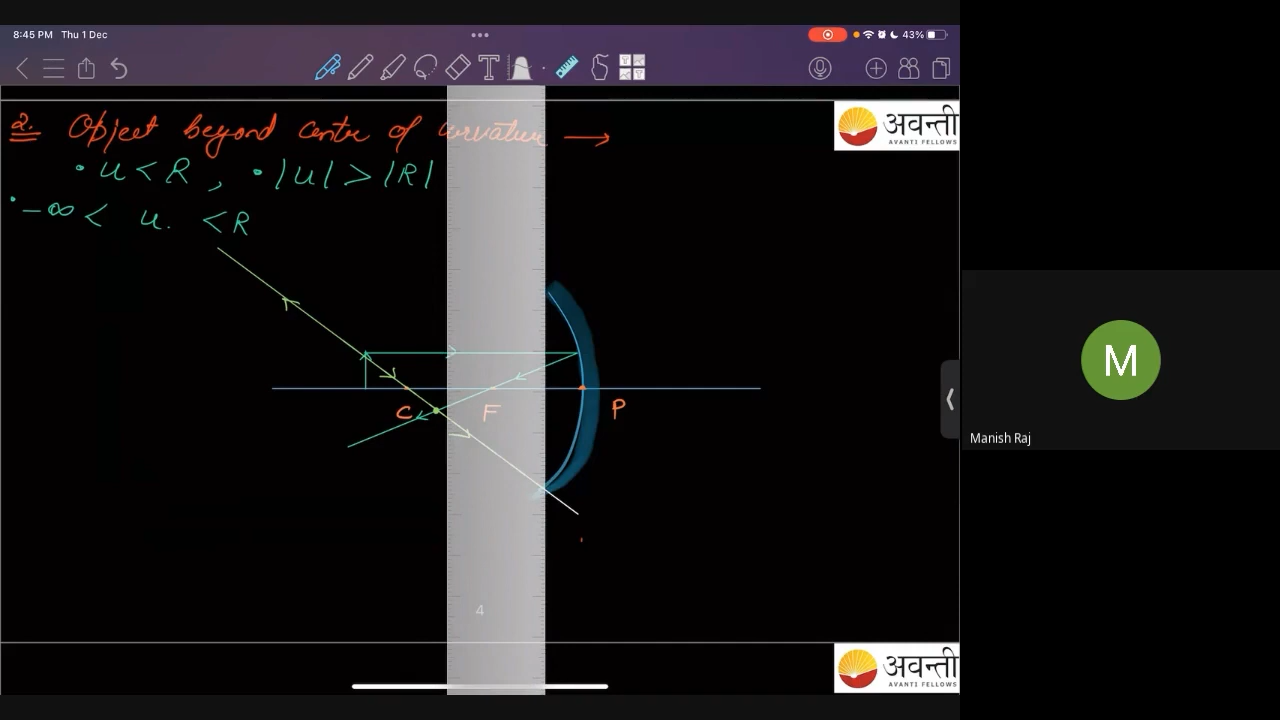 8:45 PM Thu 1 Dec
43%
2. Object beyond centre of curvature →
अवन्ती
AVANTI FELLOWS
• u < R , • |u| > |R|
• -∞ < u. < R
C F P
M
Manish Raj
4
अवन्ती
AVANTI FELLOWS